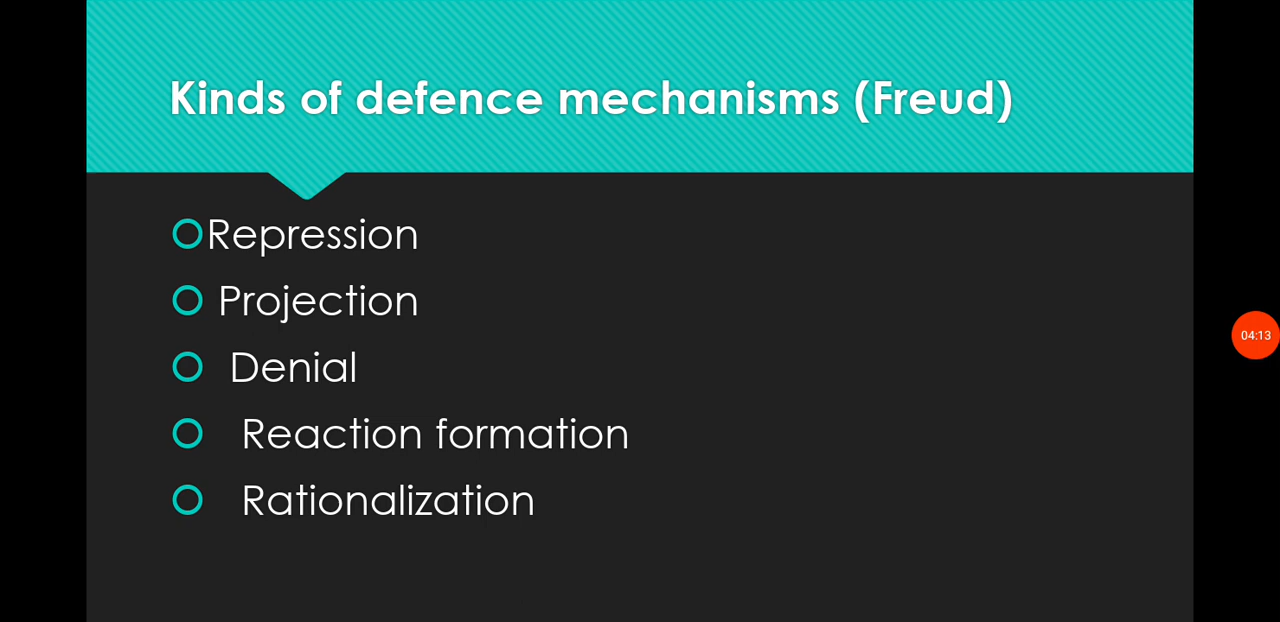 Kinds of defence mechanisms (Freud)
Repression
Projection
Denial
Reaction formation
Rationalization
04:13